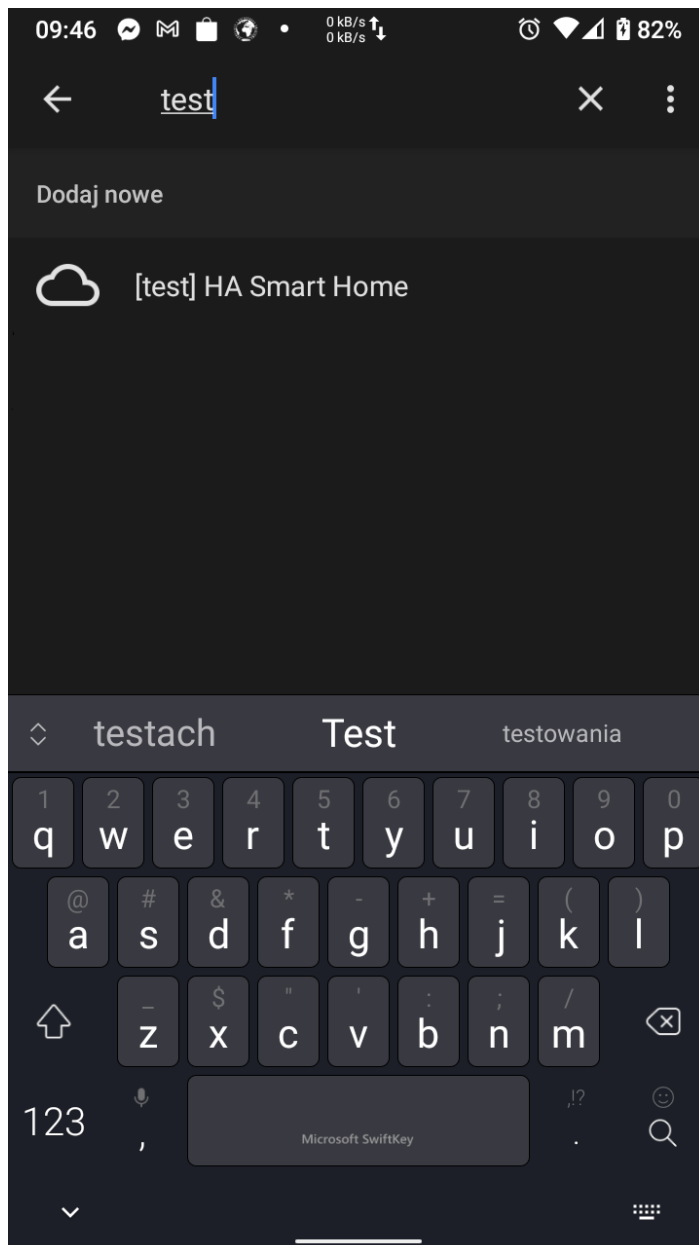 09:46
0 kB/s
0 kB/s
82%
test
Dodaj nowe
[test] HA Smart Home
testach Test testowania
1 2 3 4 5 6 7 8 9 0
q w e r t y u i o p
@ # & * - + = ( )
a s d f g h j k l
_ $ " ' : ; /
z x c v b n m
,!?
123 , Microsoft SwiftKey .